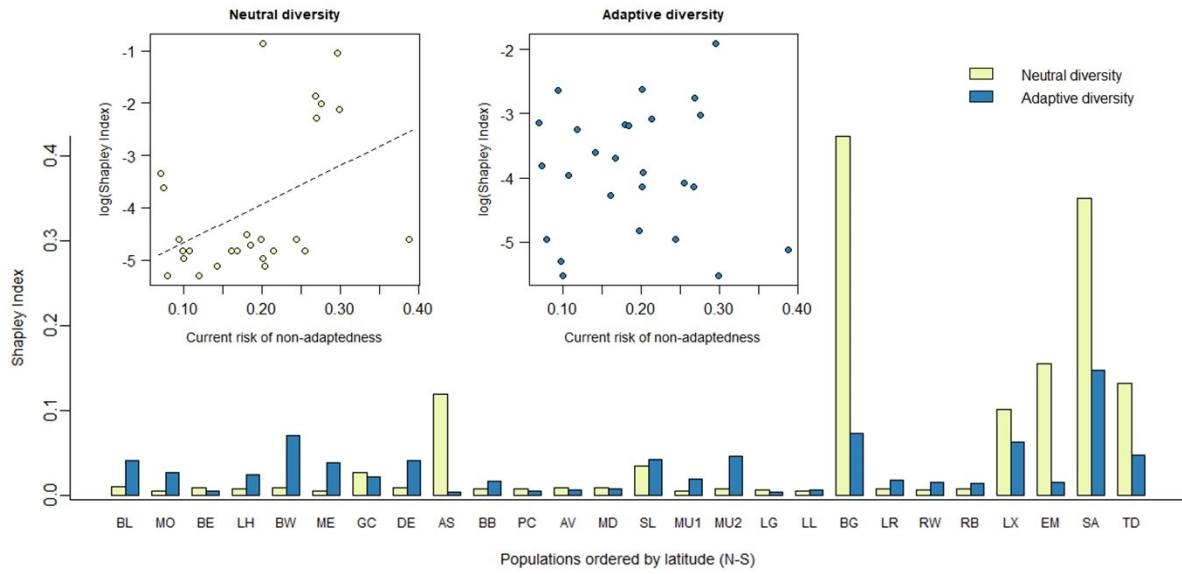 Neutral diversity
Adaptive diversity
-1
-2
-3
-4
-5
log(Shapley Index)
0.10
0.20
0.30
0.40
Current risk of non-adaptedness
-2
-3
-4
-5
log(Shapley Index)
0.10
0.20
0.30
0.40
Current risk of non-adaptedness
Neutral diversity
Adaptive diversity
0.4
0.3
0.2
0.1
0.0
Shapley Index
BL MO BE LH BW ME GC DE AS BB PC AV MD SL MU1 MU2 LG LL BG LR RW RB LX EM SA TD
Populations ordered by latitude (N-S)